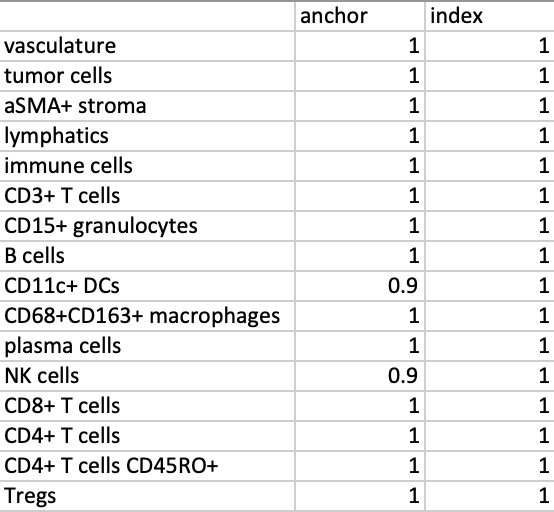 anchor index
vasculature 1 1
tumor cells 1 1
aSMA+ stroma 1 1
lymphatics 1 1
immune cells 1 1
CD3+ T cells 1 1
CD15+ granulocytes 1 1
B cells 1 1
CD11c+ DCs 0.9 1
CD68+CD163+ macrophages 1 1
plasma cells 1 1
NK cells 0.9 1
CD8+ T cells 1 1
CD4+ T cells 1 1
CD4+ T cells CD45RO+ 1 1
Tregs 1 1